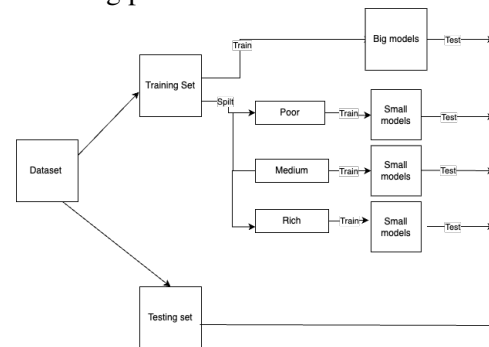 Big models
Train
Test
Training Set
Spilt
Poor
Train
Small
models
Test
Dataset
Medium
Train
Small
models
Test
Rich
Train
Small
models
Test
Testing set